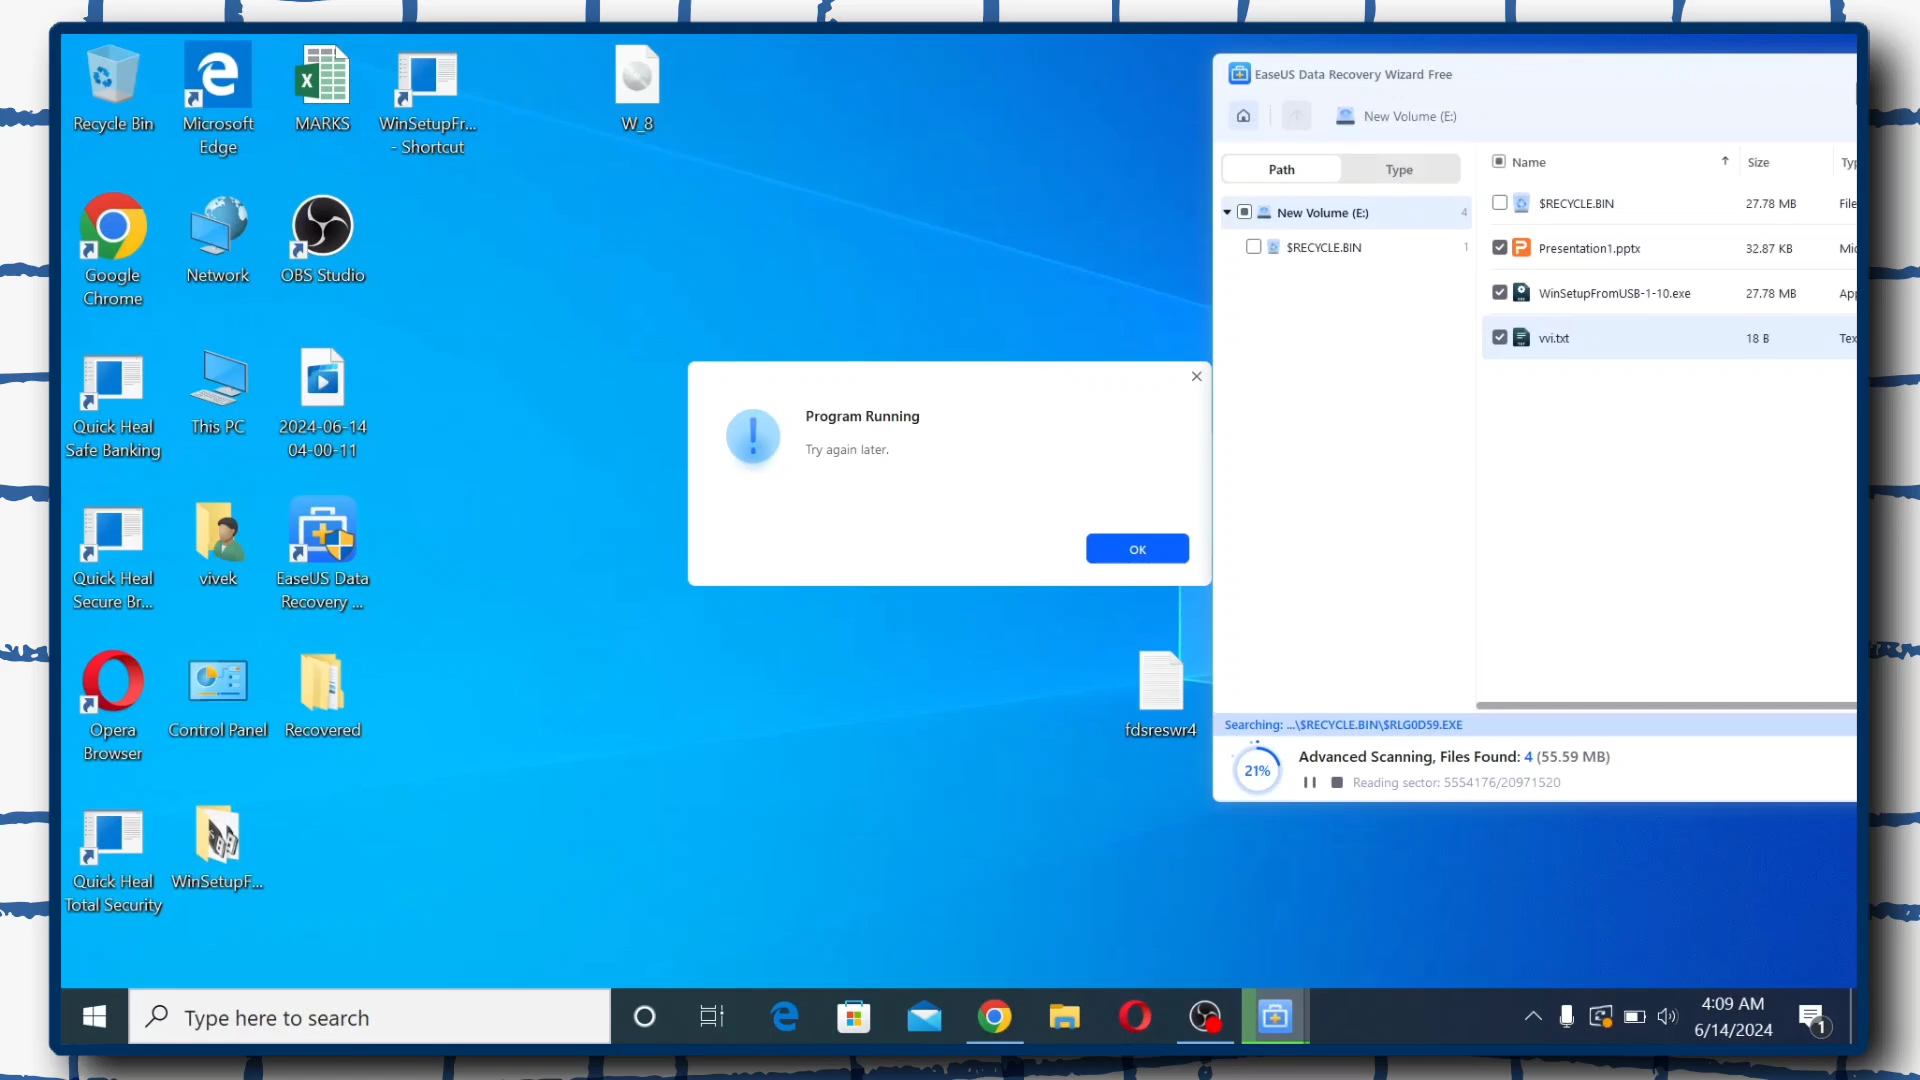 Recycle Bin
Microsoft
Edge
MARKS
WinSetupFr...
- Shortcut
W_8
Google
Chrome
Network
OBS Studio
Quick Heal
Safe Banking
This PC
2024-06-14
04-00-11
Quick Heal
Secure Br...
vivek
EaseUS Data
Recovery ...
Opera
Browser
Control Panel
Recovered
fdsreswr4
Quick Heal
Total Security
WinSetupF...
Program Running
Try again later.
OK
EaseUS Data Recovery Wizard Free
New Volume (E:)
Path
Type
New Volume (E:) 4
$RECYCLE.BIN 1
Name Size Typ
$RECYCLE.BIN 27.78 MB File
Presentation1.pptx 32.87 KB Mic
WinSetupFromUSB-1-10.exe 27.78 MB App
vvi.txt 18 B Tex
Searching: ...\$RECYCLE.BIN\$RLG0D59.EXE
21%
Advanced Scanning, Files Found: 4 (55.59 MB)
Reading sector: 5554176/20971520
Type here to search
4:09 AM
6/14/2024
1